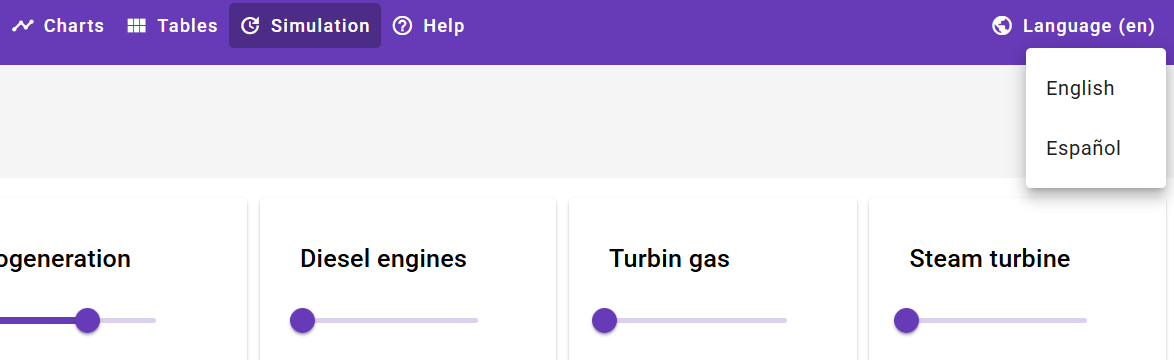 Charts Tables Simulation Help Language (en)
English
Español
ogeneration Diesel engines Turbin gas Steam turbine